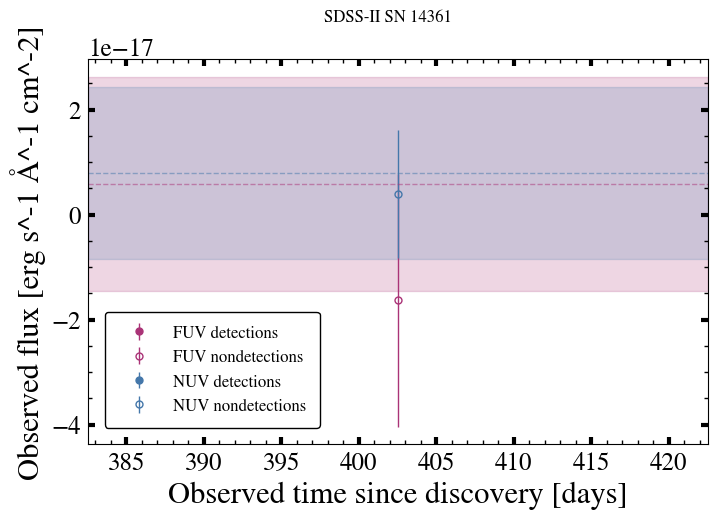 SDSS-II SN 14361
1e−17
Observed flux [erg s^-1 Å^-1 cm^-2]
2
0
−2
−4
FUV detections
FUV nondetections
NUV detections
NUV nondetections
385 390 395 400 405 410 415 420
Observed time since discovery [days]